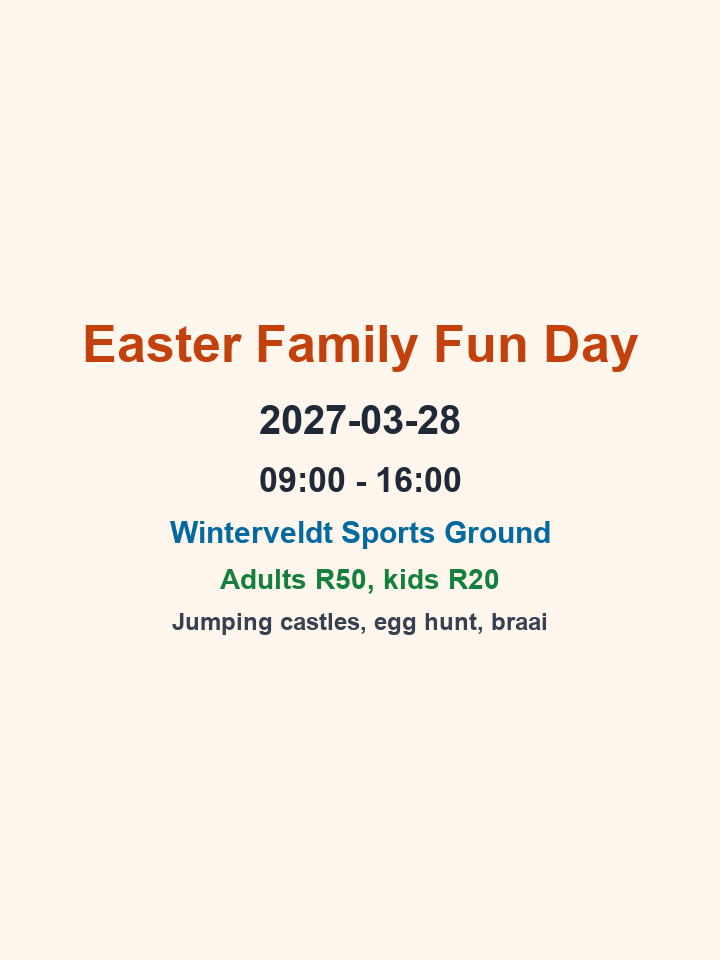 Easter Family Fun Day
2027-03-28
09:00 - 16:00
Winterveldt Sports Ground
Adults R50, kids R20
Jumping castles, egg hunt, braai